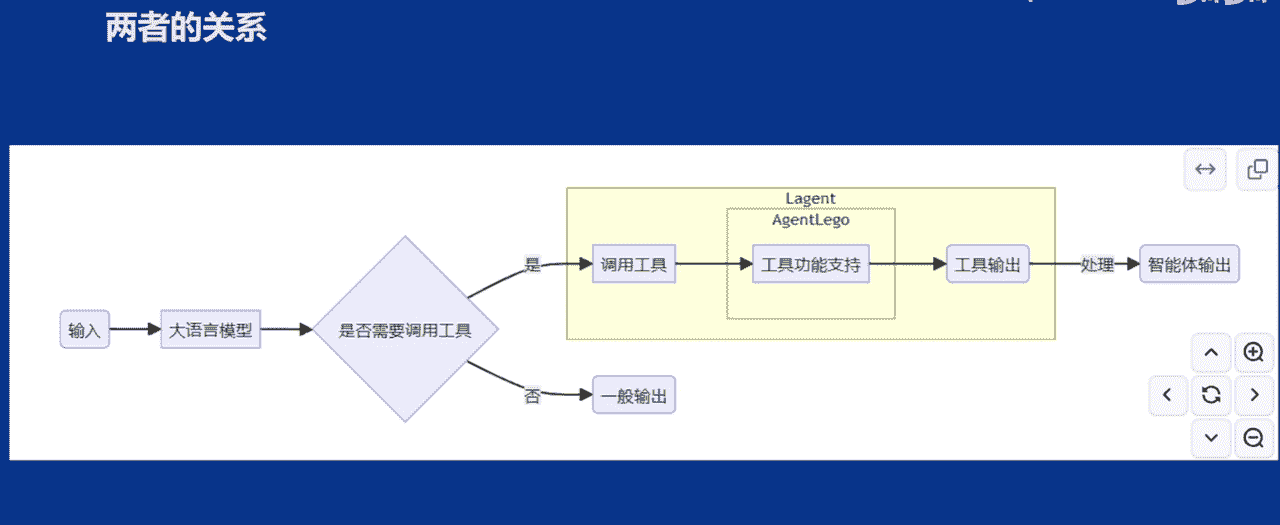 两者的关系
Lagent
AgentLego
是
调用工具
工具功能支持
工具输出
处理
智能体输出
输入
大语言模型
是否需要调用工具
否
一般输出